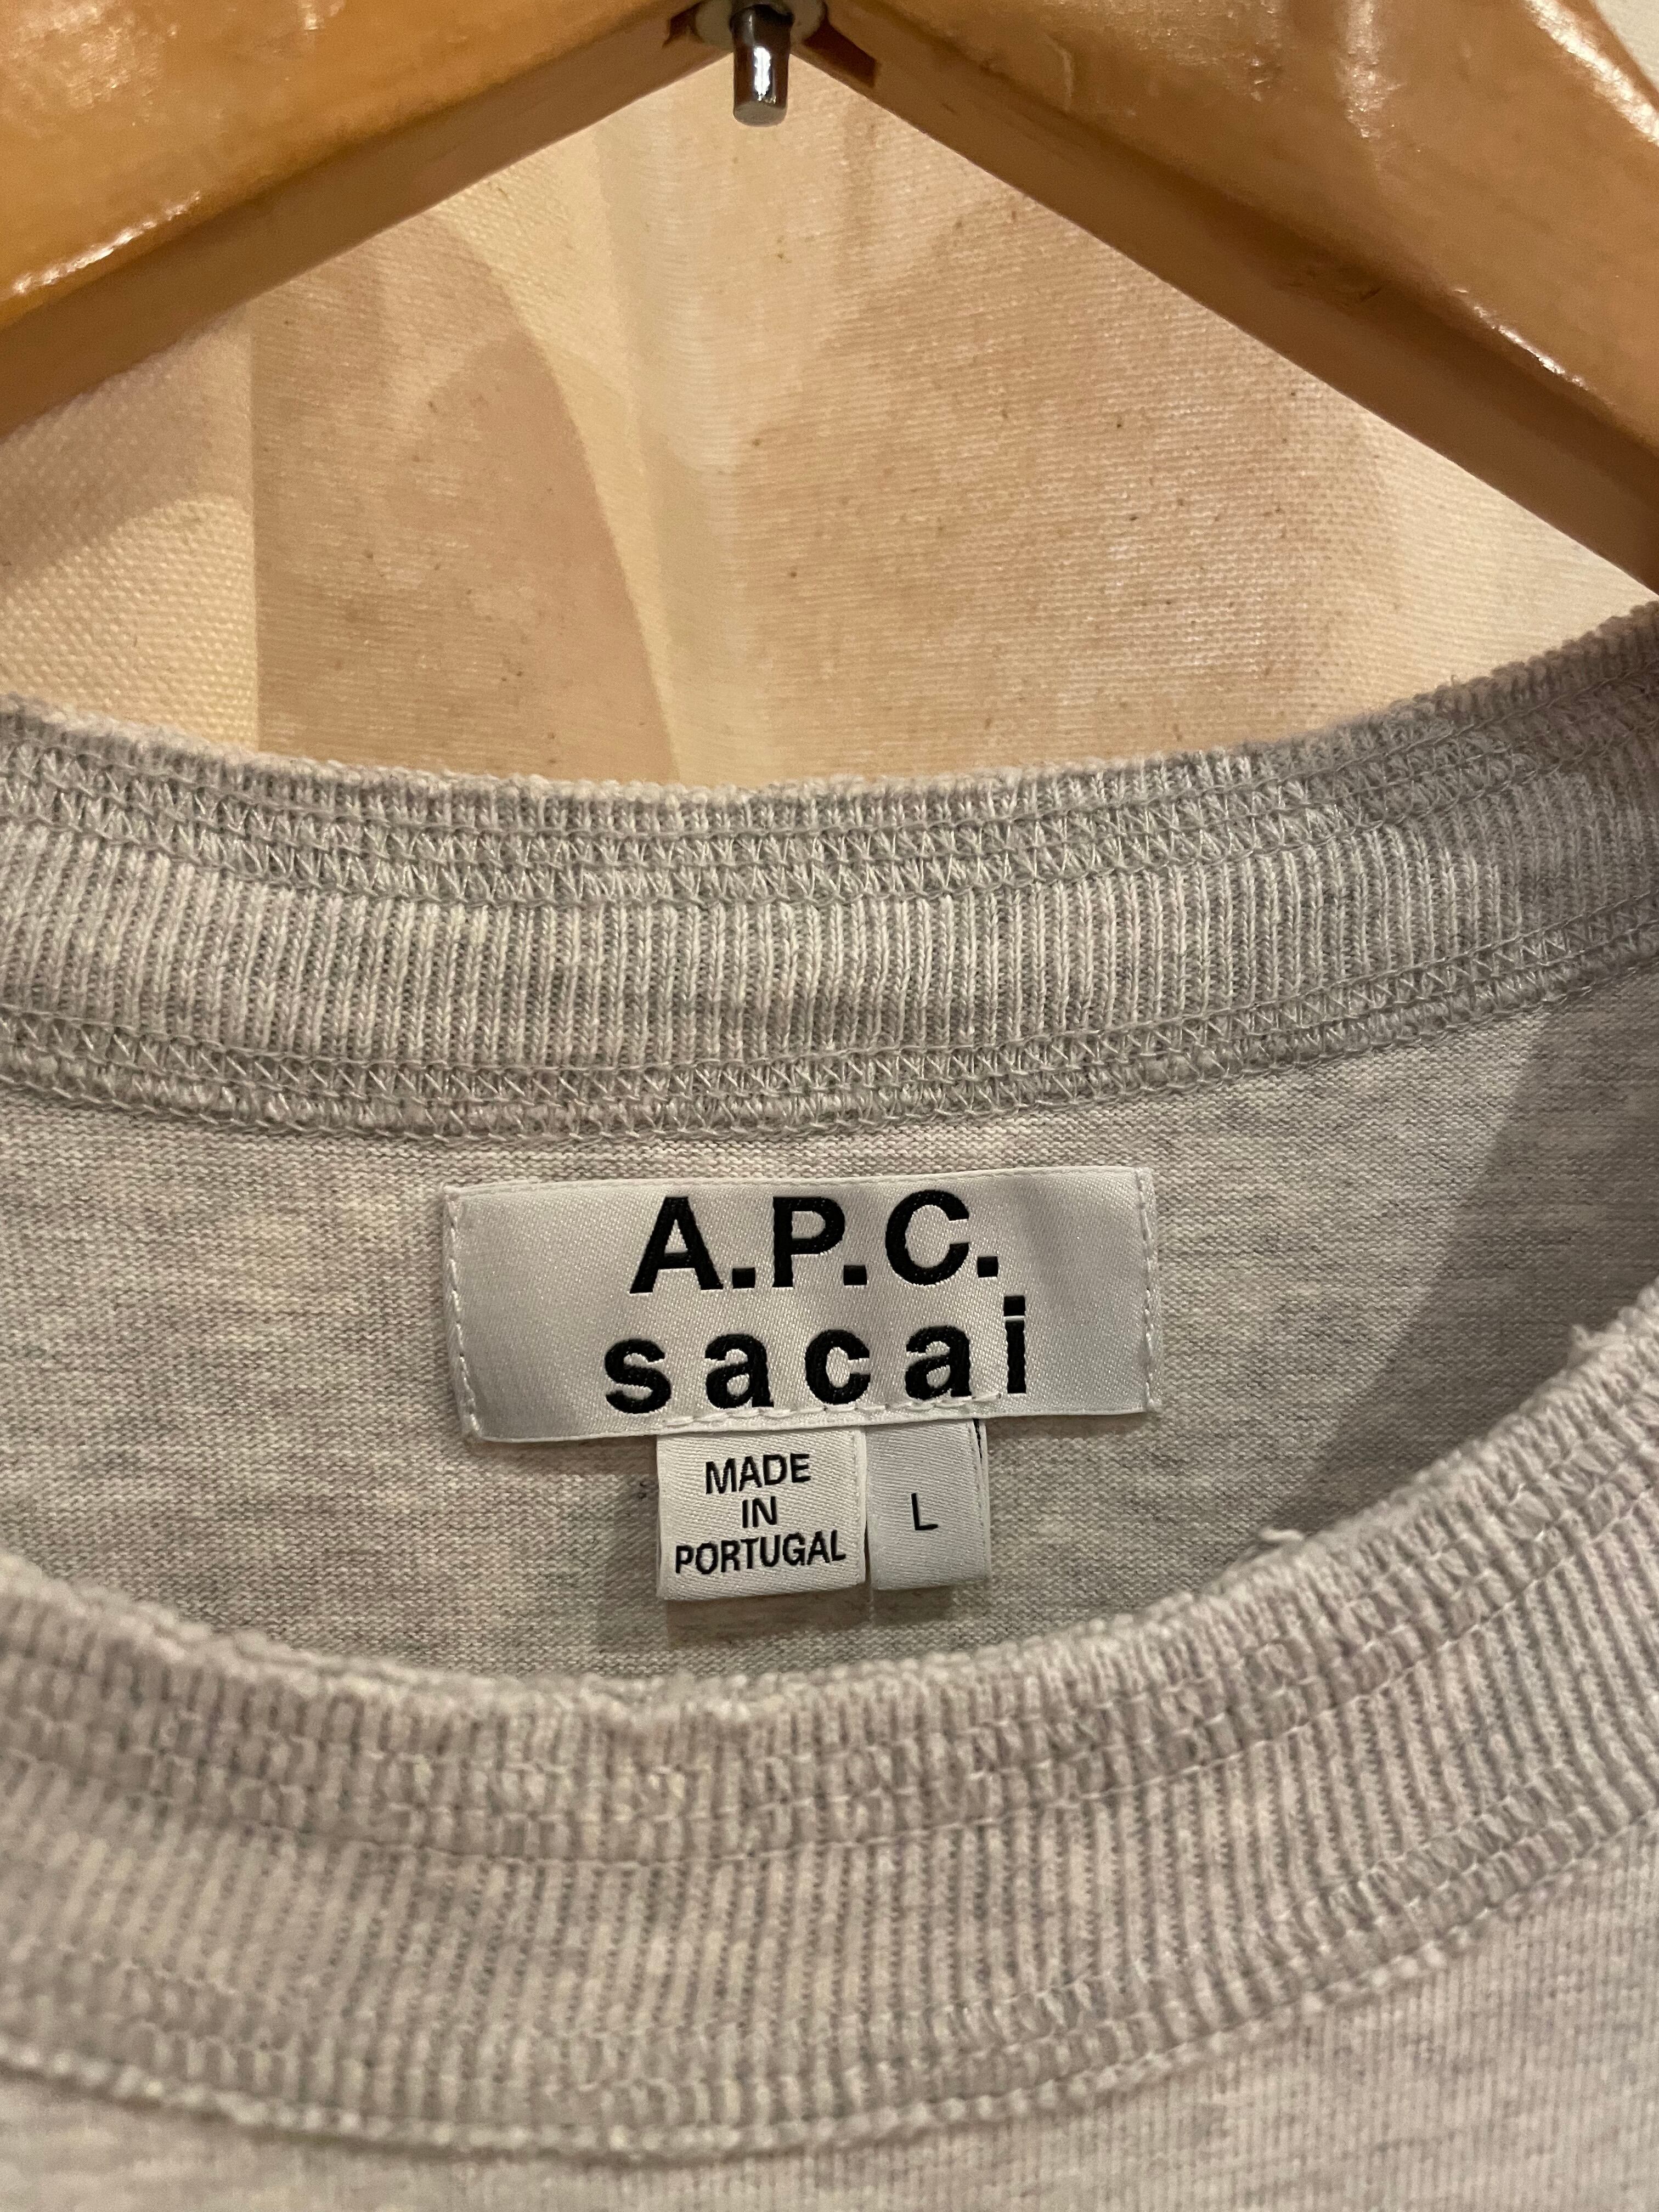 A.P.C.
sacai
MADE
IN
PORTUGAL
L